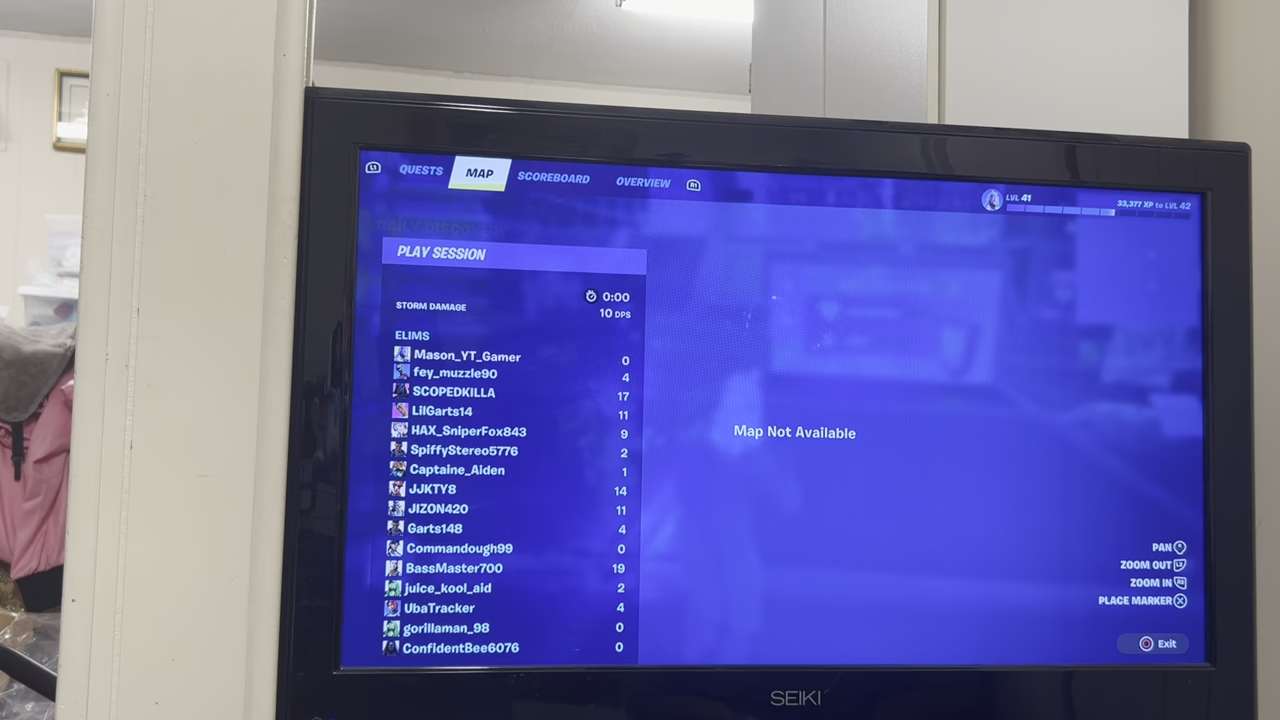 L1 QUESTS MAP SCOREBOARD OVERVIEW R1
LVL 41 33,377 XP to LVL 42
PLAY SESSION
0:00
STORM DAMAGE 10 DPS
ELIMS
Mason_YT_Gamer 0
fey_muzzle90 4
SCOPEDKILLA 17
LilGarts14 11
HAX_SniperFox843 9
SpiffyStereo5776 2
Captaine_Aiden 1
JJKTY8 14
JIZON420 11
Garts148 4
Commandough99 0
BassMaster700 19
juice_kool_aid 2
UbaTracker 4
gorillaman_98 0
ConfidentBee6076 0
Map Not Available
PAN
ZOOM OUT
ZOOM IN
PLACE MARKER
Exit
SEIKI